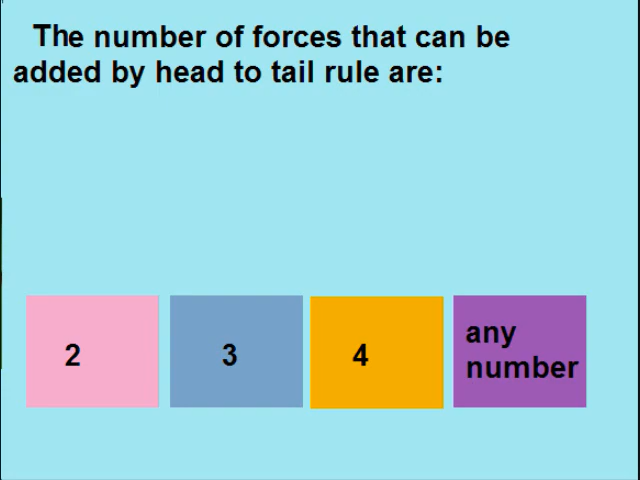 The number of forces that can be
added by head to tail rule are:
2
3
4
any
number